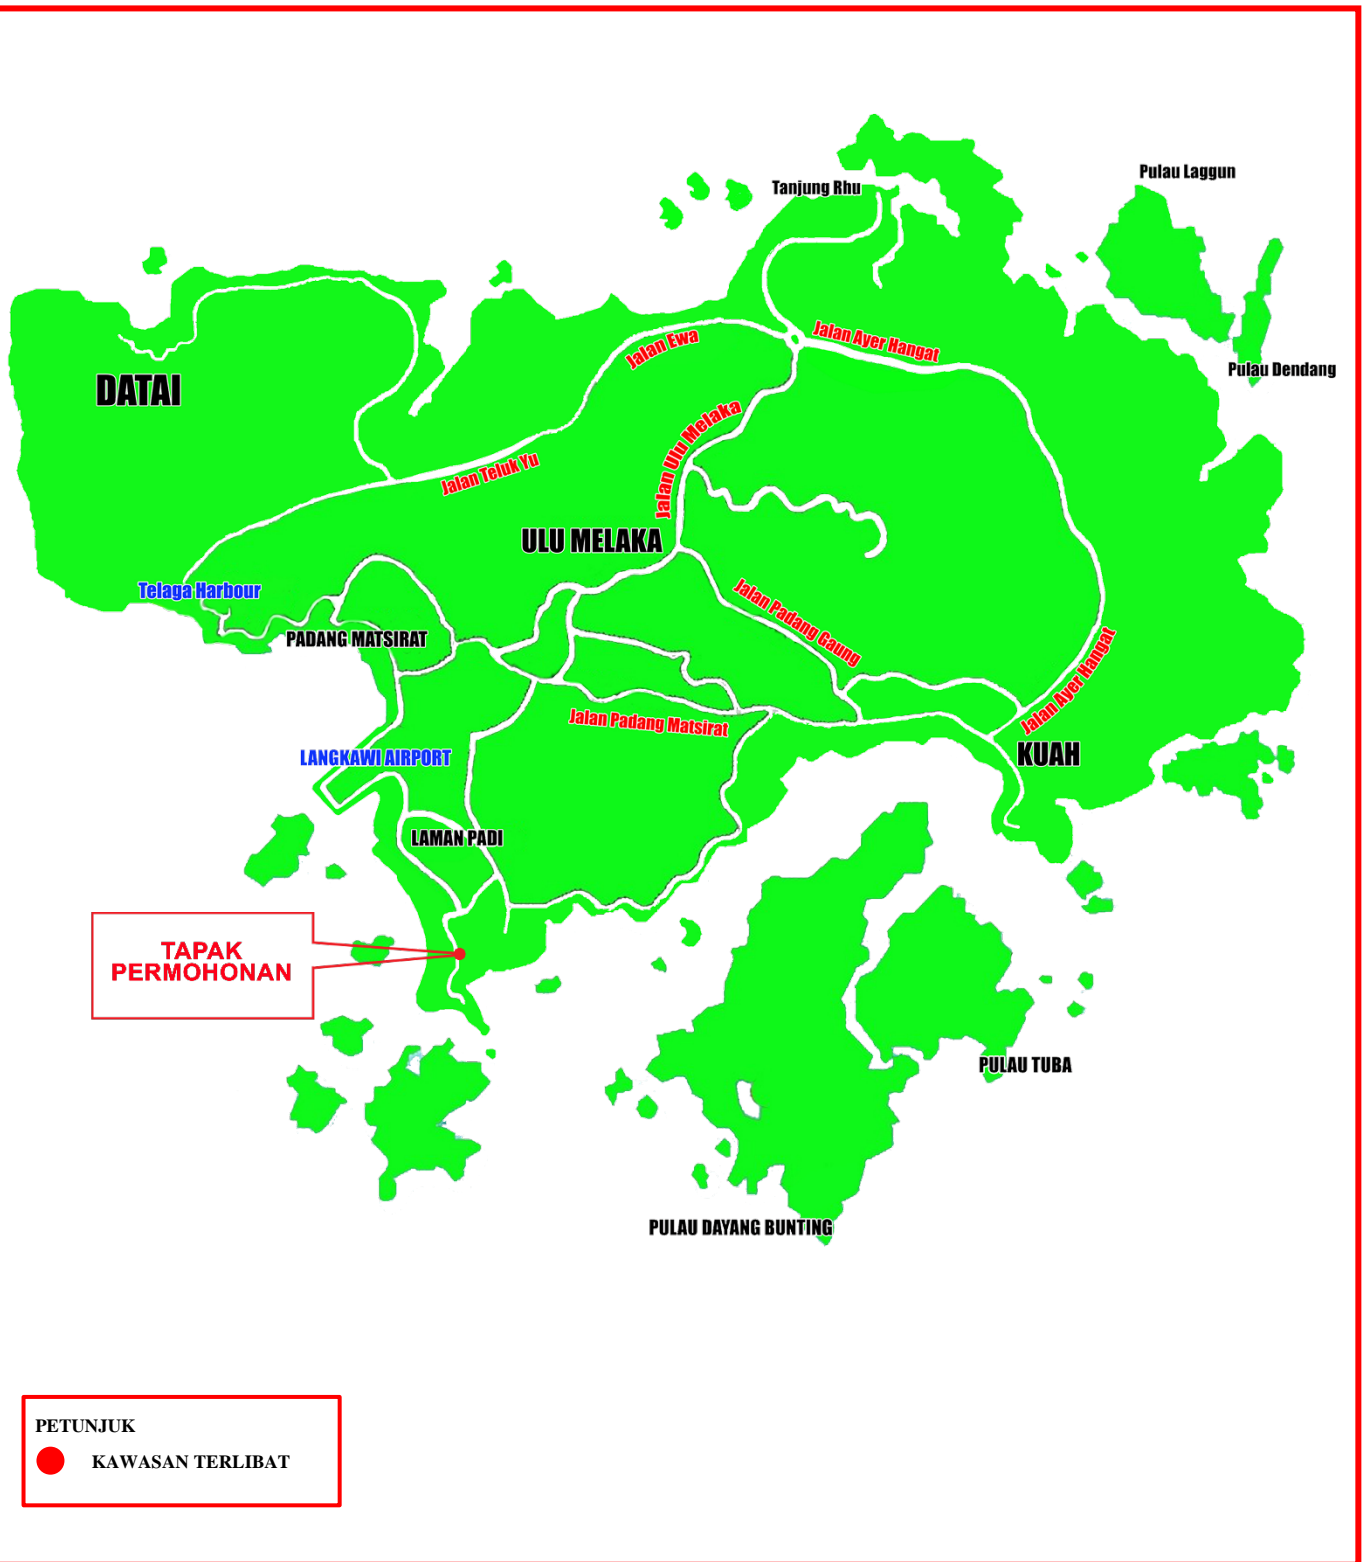 Pulau Laggun
Tanjung Rhu
Jalan Ayer Hangat
Jalan Ewa
Pulau Dendang
DATAI
Jalan Ulu Melaka
Jalan Teluk Yu
ULU MELAKA
Telaga Harbour
Jalan Padang Gaung
PADANG MATSIRAT
Jalan Ayer Hangat
Jalan Padang Matsirat
LANGKAWI AIRPORT
KUAH
LAMAN PADI
TAPAK
PERMOHONAN
PULAU TUBA
PULAU DAYANG BUNTING
PETUNJUK
KAWASAN TERLIBAT